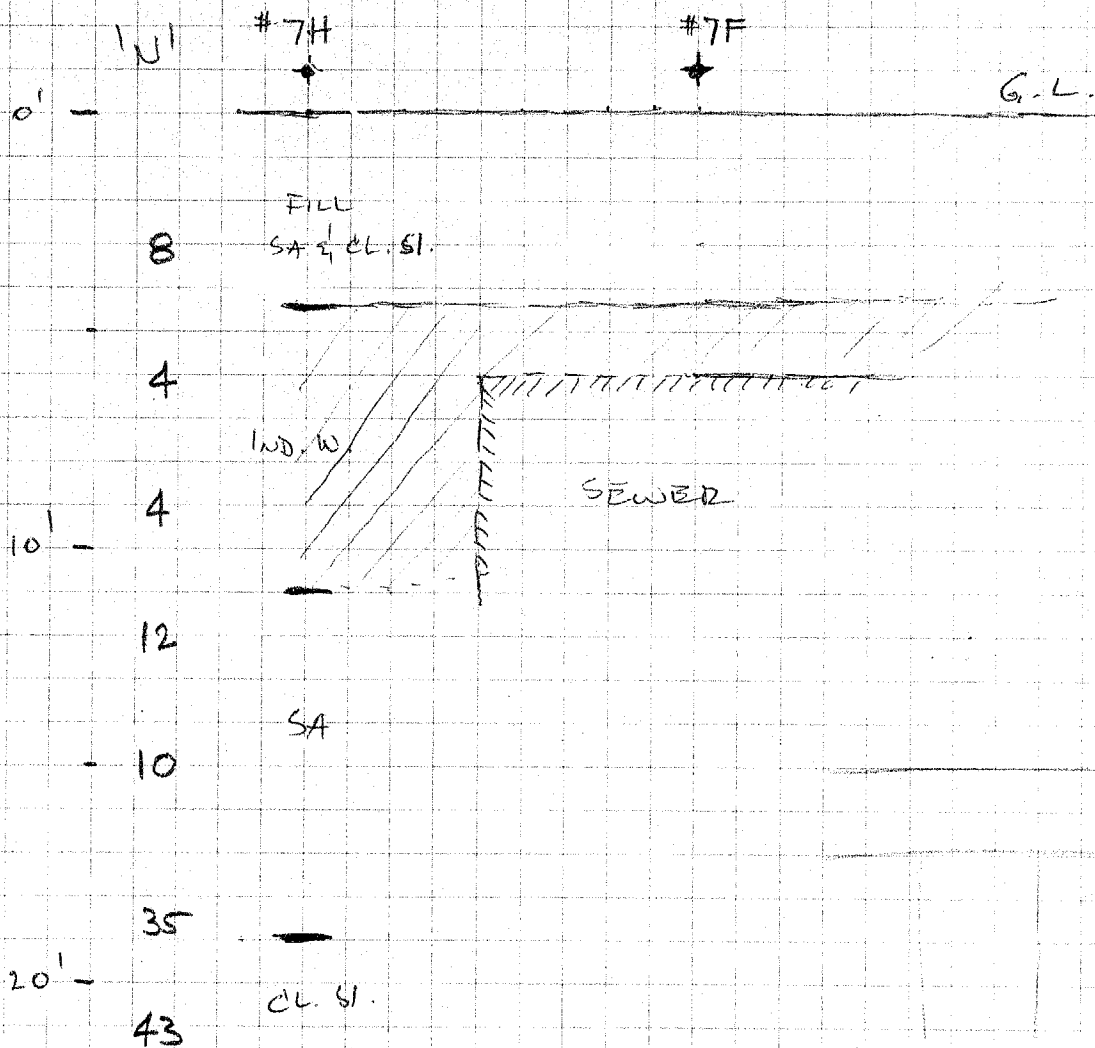 'N' #7H #7F
0' G.L.
FILL
8 SA & CL. SI.
4
IND. W.
4 SEWER
10'
12
SA
10
35
20' CL. SI.
43